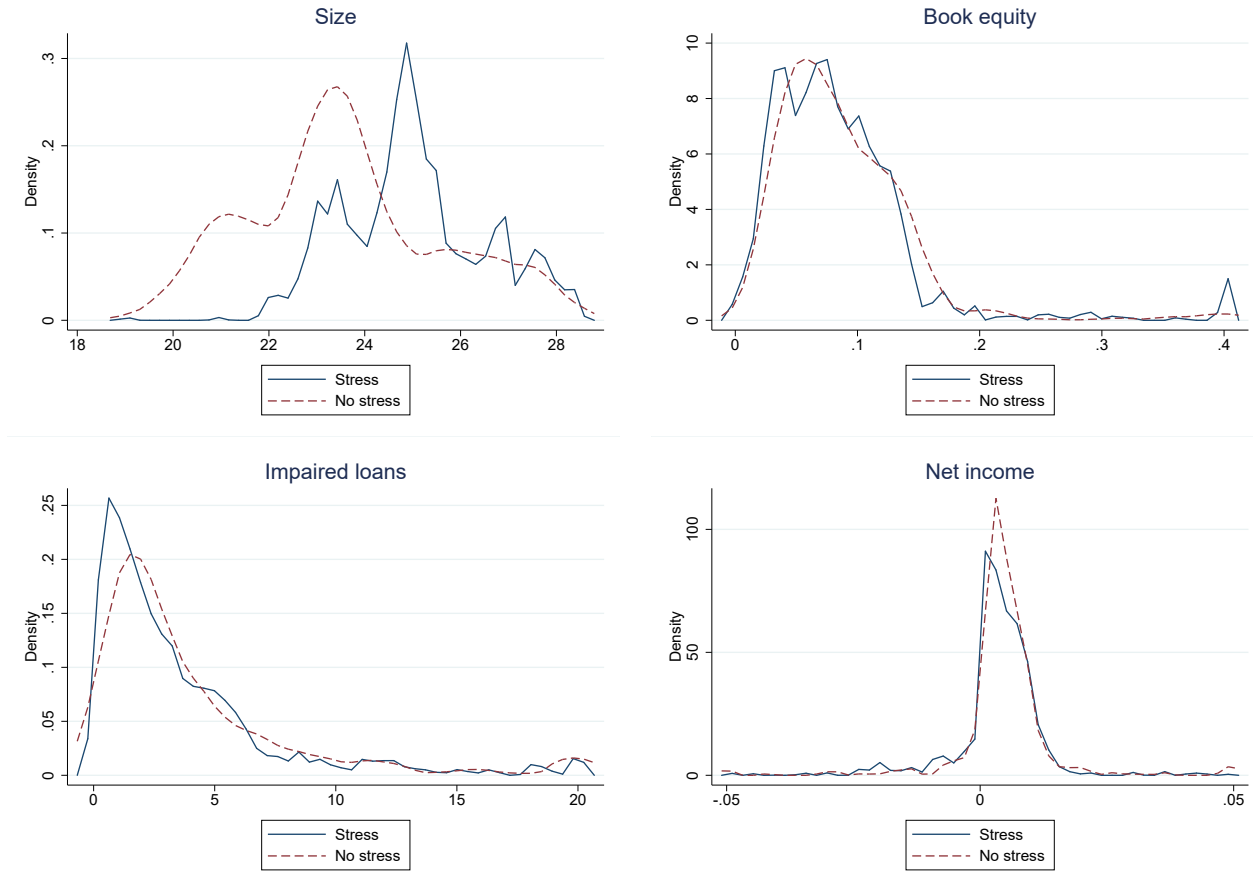 Size
Density
.3
.2
.1
0
18 20 22 24 26 28
Stress
No stress
Book equity
Density
10
8
6
4
2
0
0 .1 .2 .3 .4
Stress
No stress
Impaired loans
Density
.25
.2
.15
.1
.05
0
0 5 10 15 20
Stress
No stress
Net income
Density
100
50
0
-.05 0 .05
Stress
No stress